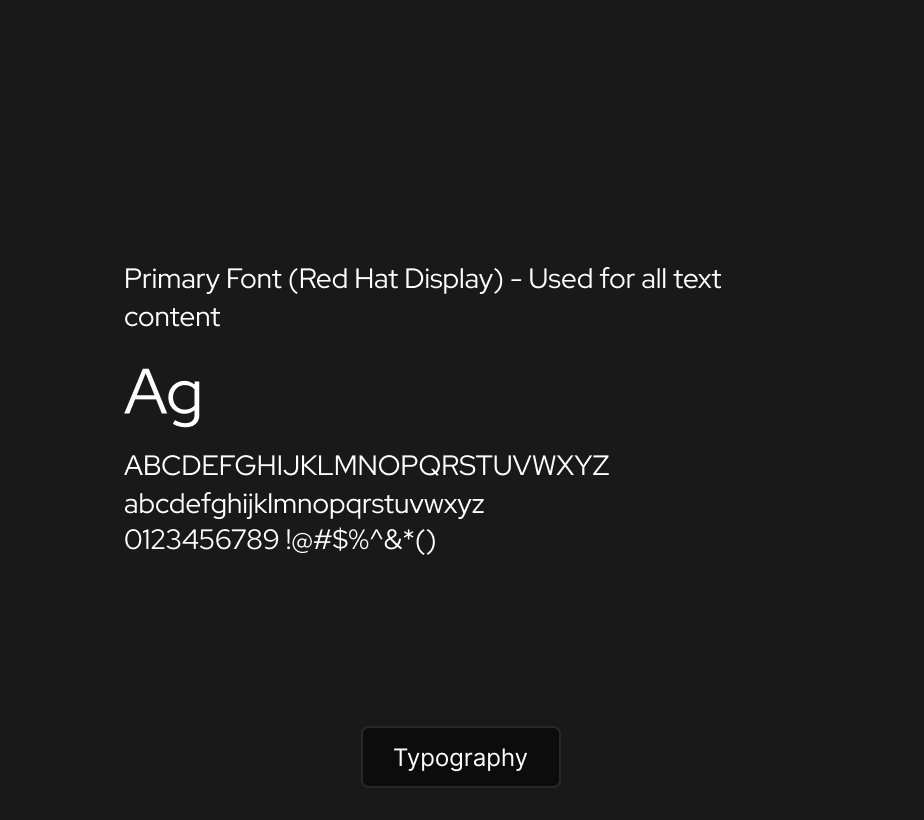 Primary Font (Red Hat Display) - Used for all text
content
Ag
ABCDEFGHIJKLMNOPQRSTUVWXYZ
abcdefghijklmnopqrstuvwxyz
0123456789 !@#$%^&*()
Typography